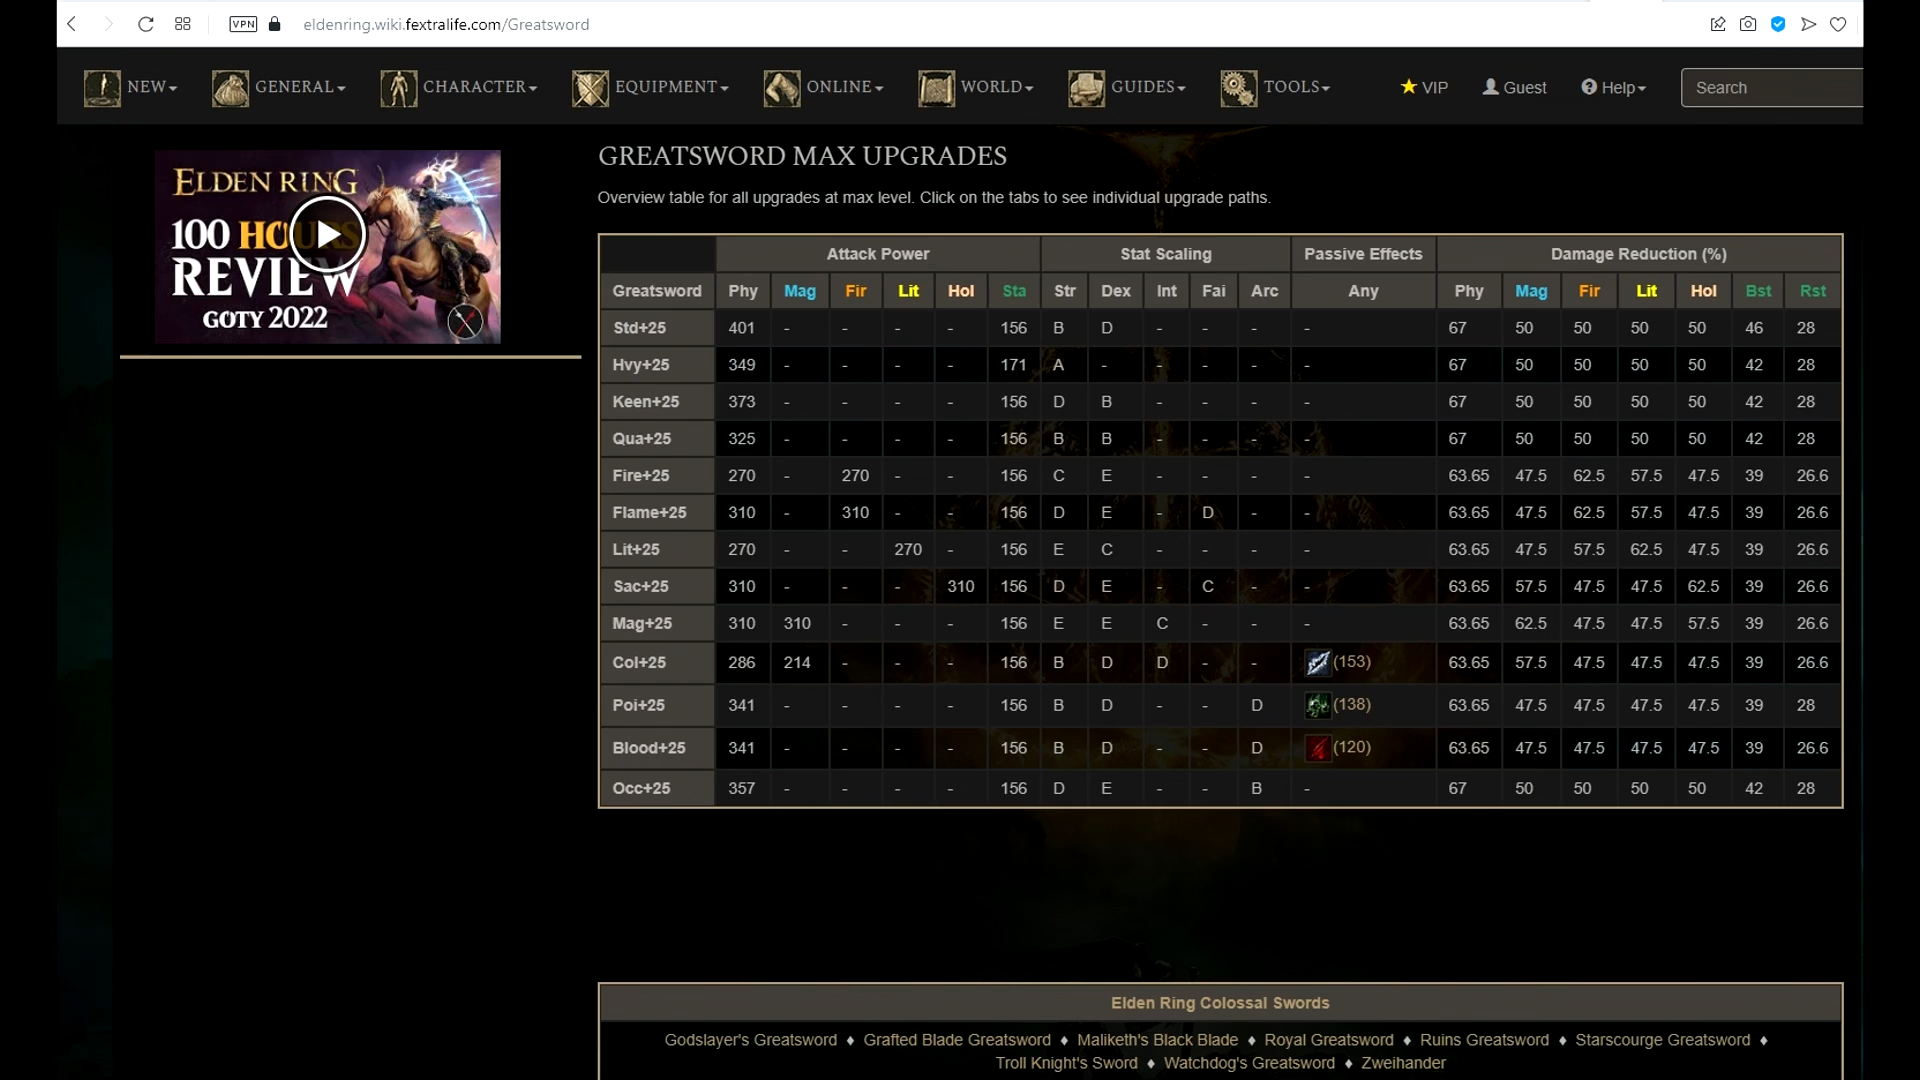 VPN eldenring.wiki.fextralife.com/Greatsword
NEW GENERAL CHARACTER EQUIPMENT ONLINE WORLD GUIDES TOOLS VIP Guest Help Search
ELDEN RING
100 HOURS
REVIEW
GOTY 2022
GREATSWORD MAX UPGRADES
Overview table for all upgrades at max level. Click on the tabs to see individual upgrade paths.
Attack Power Stat Scaling Passive Effects Damage Reduction (%)
Greatsword Phy Mag Fir Lit Hol Sta Str Dex Int Fai Arc Any Phy Mag Fir Lit Hol Bst Rst
Std+25 401 - - - - 156 B D - - - - 67 50 50 50 50 46 28
Hvy+25 349 - - - - 171 A - - - - - 67 50 50 50 50 42 28
Keen+25 373 - - - - 156 D B - - - - 67 50 50 50 50 42 28
Qua+25 325 - - - - 156 B B - - - - 67 50 50 50 50 42 28
Fire+25 270 - 270 - - 156 C E - - - - 63.65 47.5 62.5 57.5 47.5 39 26.6
Flame+25 310 - 310 - - 156 D E - D - - 63.65 47.5 62.5 57.5 47.5 39 26.6
Lit+25 270 - - 270 - 156 E C - - - - 63.65 47.5 57.5 62.5 47.5 39 26.6
Sac+25 310 - - - 310 156 D E - C - - 63.65 57.5 47.5 47.5 62.5 39 26.6
Mag+25 310 310 - - - 156 E E C - - - 63.65 62.5 47.5 47.5 57.5 39 26.6
Col+25 286 214 - - - 156 B D D - - (153) 63.65 57.5 47.5 47.5 47.5 39 26.6
Poi+25 341 - - - - 156 B D - - D (138) 63.65 47.5 47.5 47.5 47.5 39 28
Blood+25 341 - - - - 156 B D - - D (120) 63.65 47.5 47.5 47.5 47.5 39 26.6
Occ+25 357 - - - - 156 D E - - B - 67 50 50 50 50 42 28
Elden Ring Colossal Swords
Godslayer's Greatsword ♦ Grafted Blade Greatsword ♦ Maliketh's Black Blade ♦ Royal Greatsword ♦ Ruins Greatsword ♦ Starscourge Greatsword ♦
Troll Knight's Sword ♦ Watchdog's Greatsword ♦ Zweihander